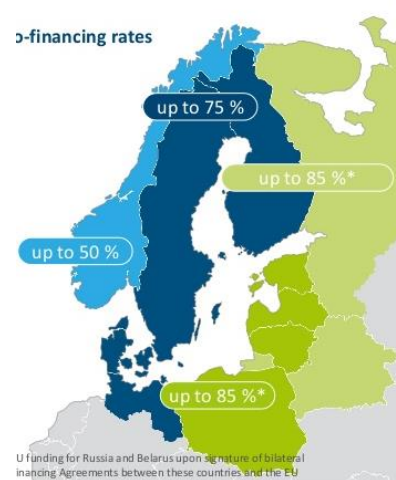 o-financing rates
up to 75 %
up to 85 %*
up to 50 %
up to 85 %*
U funding for Russia and Belarus upon signature of bilateral
inancing Agreements between these countries and the EU